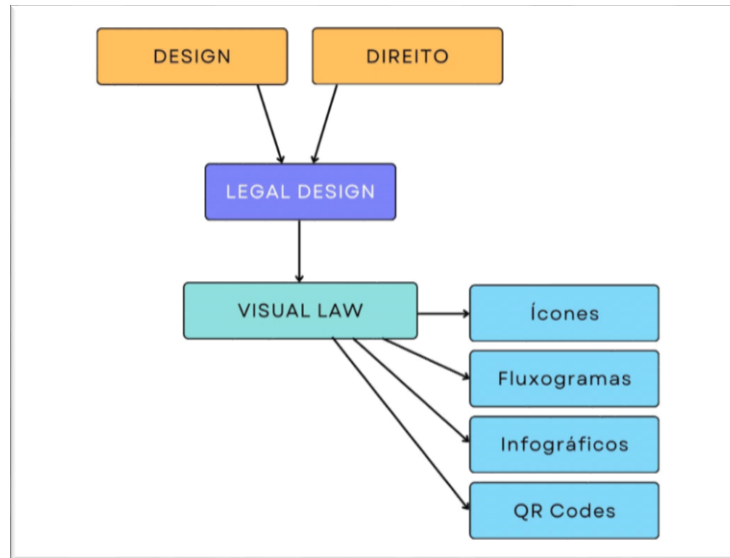 DESIGN
DIREITO
LEGAL DESIGN
VISUAL LAW
Ícones
Fluxogramas
Infográficos
QR Codes